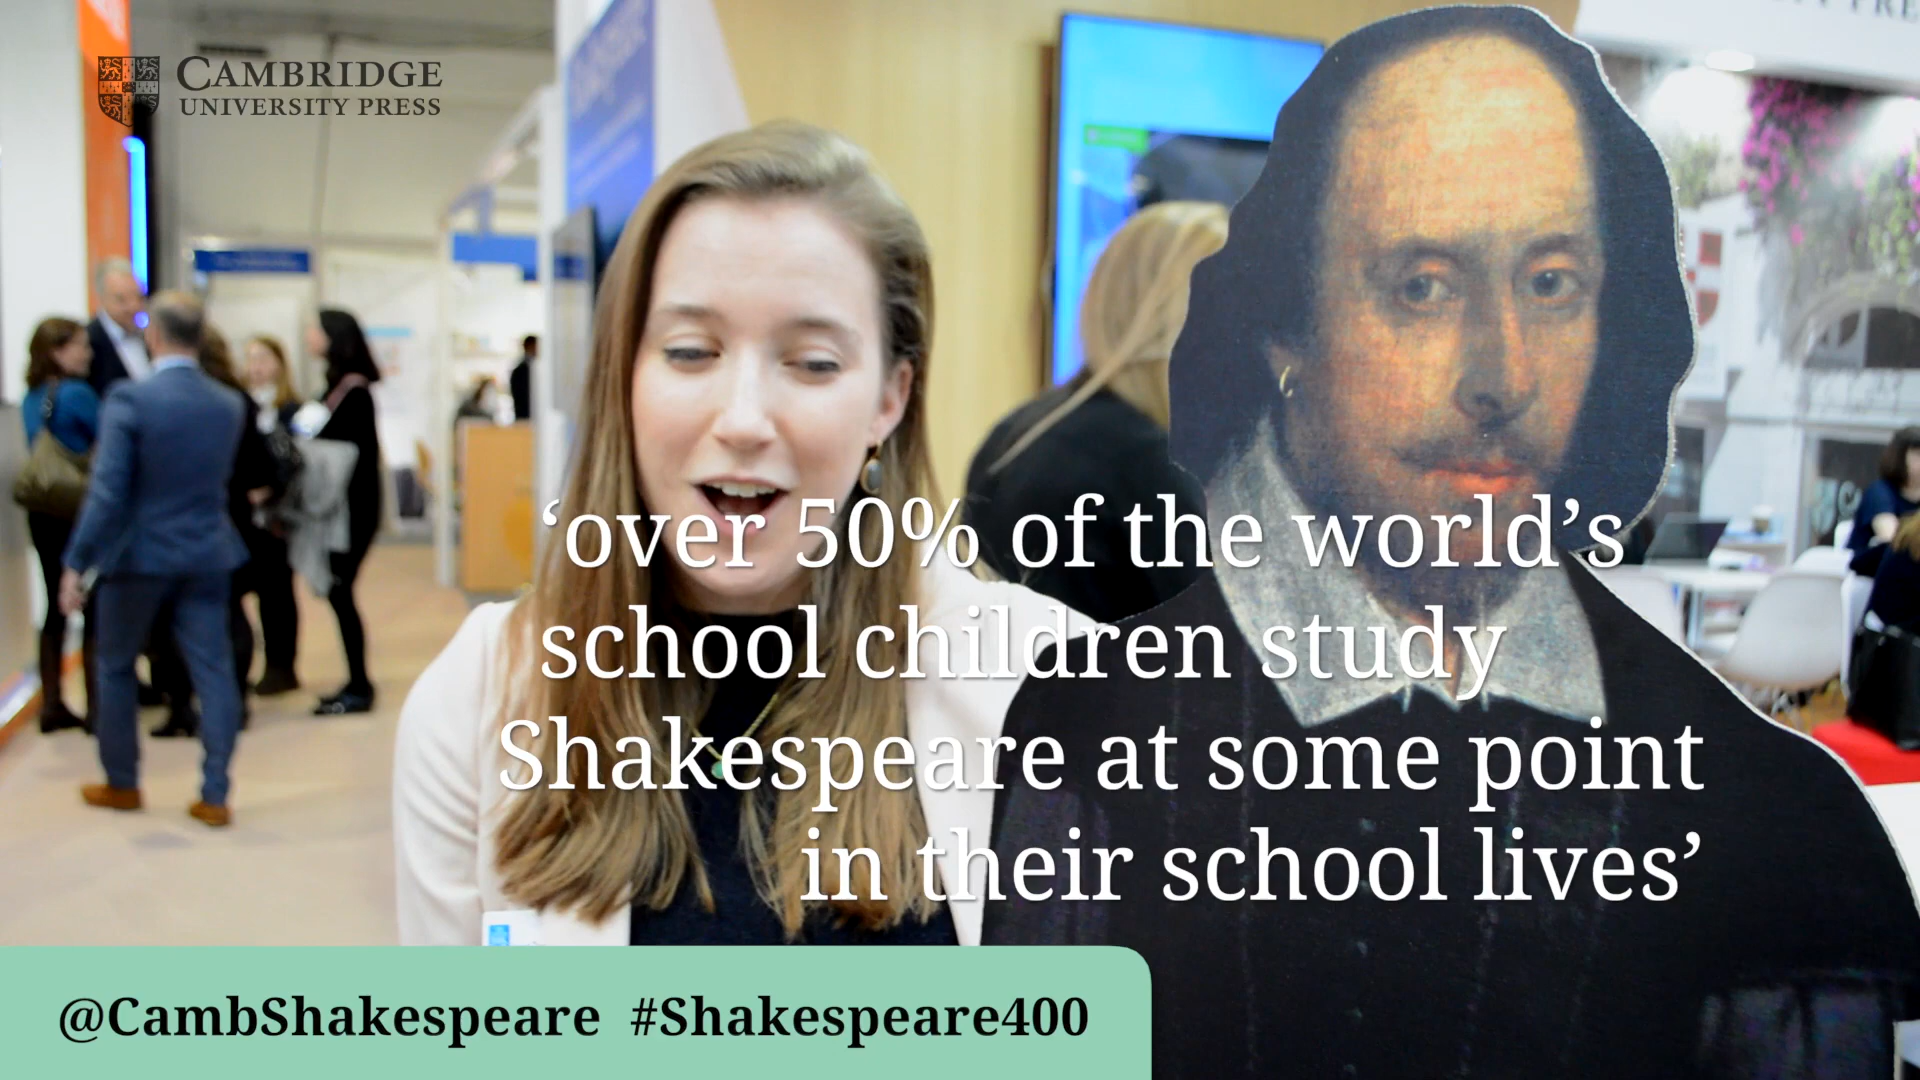 CAMBRIDGE
UNIVERSITY PRESS
‘over 50% of the world’s
school children study
Shakespeare at some point
in their school lives’
@CambShakespeare #Shakespeare400